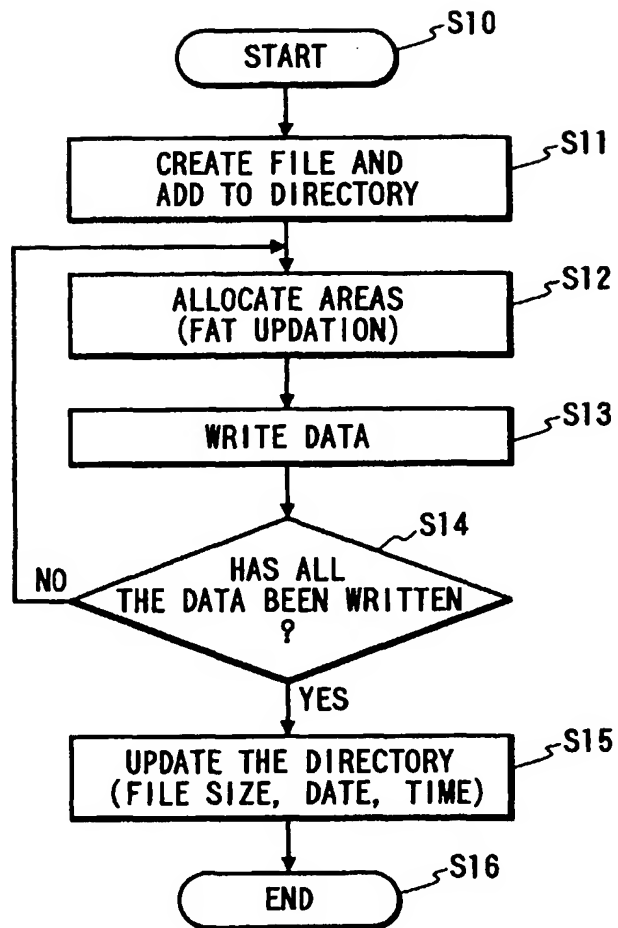 S10
START
S11
CREATE FILE AND
ADD TO DIRECTORY
S12
ALLOCATE AREAS
(FAT UPDATION)
S13
WRITE DATA
S14
HAS ALL
THE DATA BEEN WRITTEN
?
NO
YES
S15
UPDATE THE DIRECTORY
(FILE SIZE, DATE, TIME)
S16
END